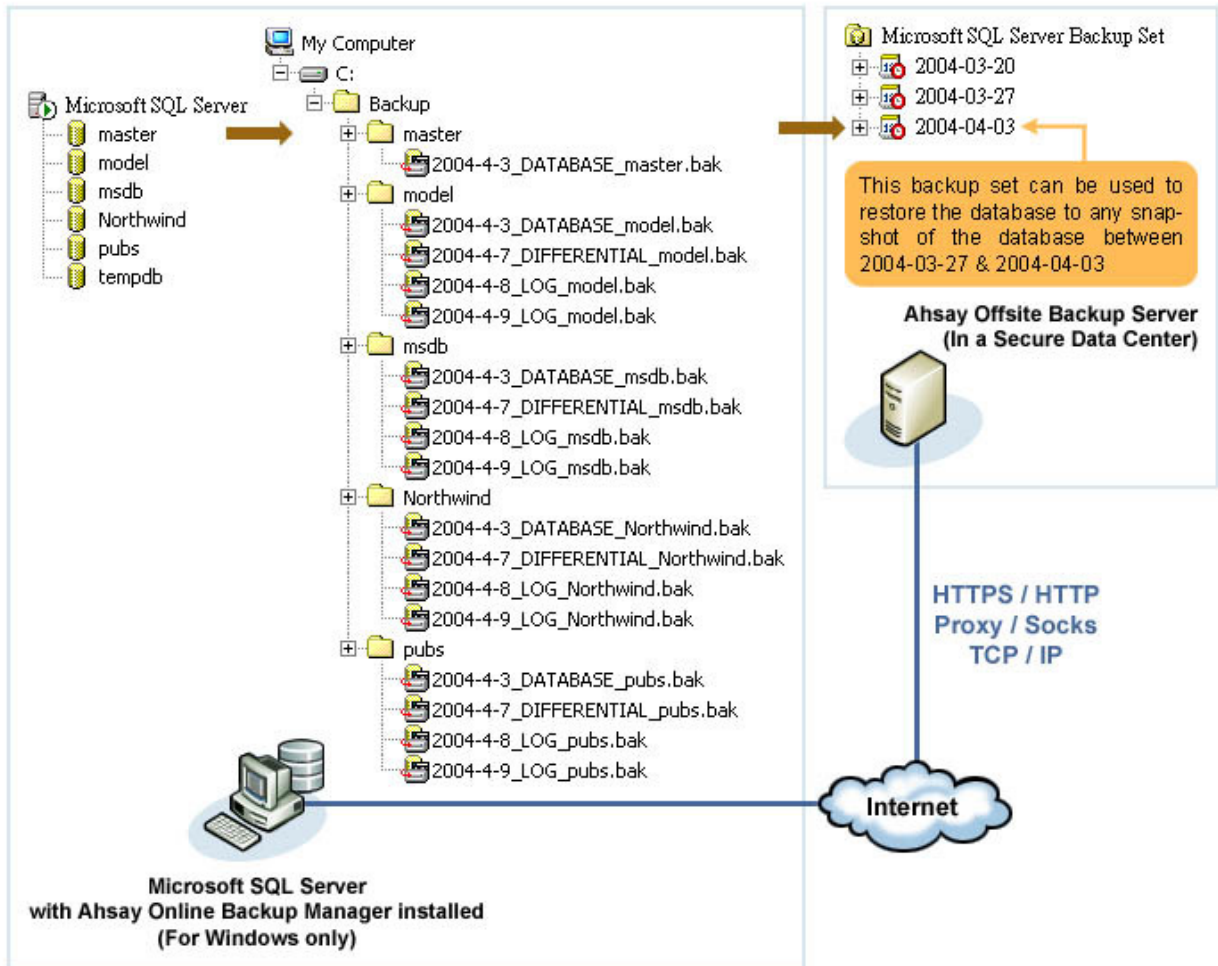 Microsoft SQL Server
master
model
msdb
Northwind
pubs
tempdb
My Computer
C:
Backup
master
2004-4-3_DATABASE_master.bak
model
2004-4-3_DATABASE_model.bak
2004-4-7_DIFFERENTIAL_model.bak
2004-4-8_LOG_model.bak
2004-4-9_LOG_model.bak
msdb
2004-4-3_DATABASE_msdb.bak
2004-4-7_DIFFERENTIAL_msdb.bak
2004-4-8_LOG_msdb.bak
2004-4-9_LOG_msdb.bak
Northwind
2004-4-3_DATABASE_Northwind.bak
2004-4-7_DIFFERENTIAL_Northwind.bak
2004-4-8_LOG_Northwind.bak
2004-4-9_LOG_Northwind.bak
pubs
2004-4-3_DATABASE_pubs.bak
2004-4-7_DIFFERENTIAL_pubs.bak
2004-4-8_LOG_pubs.bak
2004-4-9_LOG_pubs.bak
Microsoft SQL Server
with Ahsay Online Backup Manager installed
(For Windows only)
Microsoft SQL Server Backup Set
2004-03-20
2004-03-27
2004-04-03
This backup set can be used to
restore the database to any snap-
shot of the database between
2004-03-27 & 2004-04-03
Ahsay Offsite Backup Server
(In a Secure Data Center)
HTTPS / HTTP
Proxy / Socks
TCP / IP
Internet